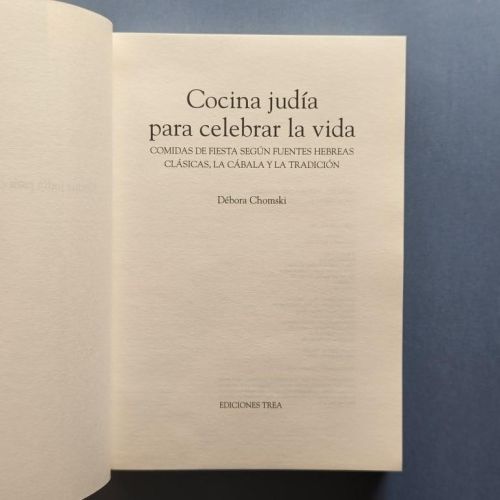 Cocina judía
para celebrar la vida
COMIDAS DE FIESTA SEGÚN FUENTES HEBREAS
CLÁSICAS, LA CÁBALA Y LA TRADICIÓN
Débora Chomski
EDICIONES TREA